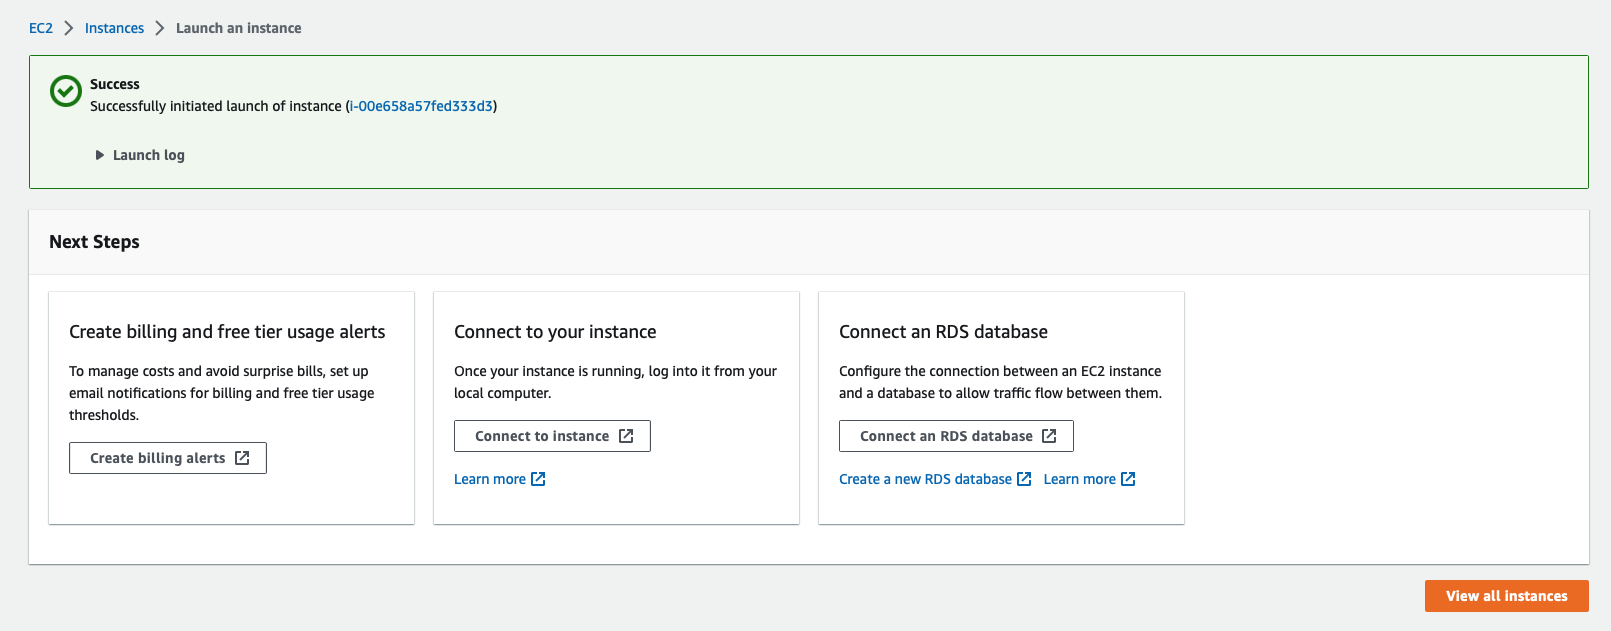 EC2 Instances Launch an instance
Success
Successfully initiated launch of instance (i-00e658a57fed333d3)
Launch log
Next Steps
Create billing and free tier usage alerts
To manage costs and avoid surprise bills, set up
email notifications for billing and free tier usage
thresholds.
Create billing alerts
Connect to your instance
Once your instance is running, log into it from your
local computer.
Connect to instance
Learn more
Connect an RDS database
Configure the connection between an EC2 instance
and a database to allow traffic flow between them.
Connect an RDS database
Create a new RDS database Learn more
View all instances